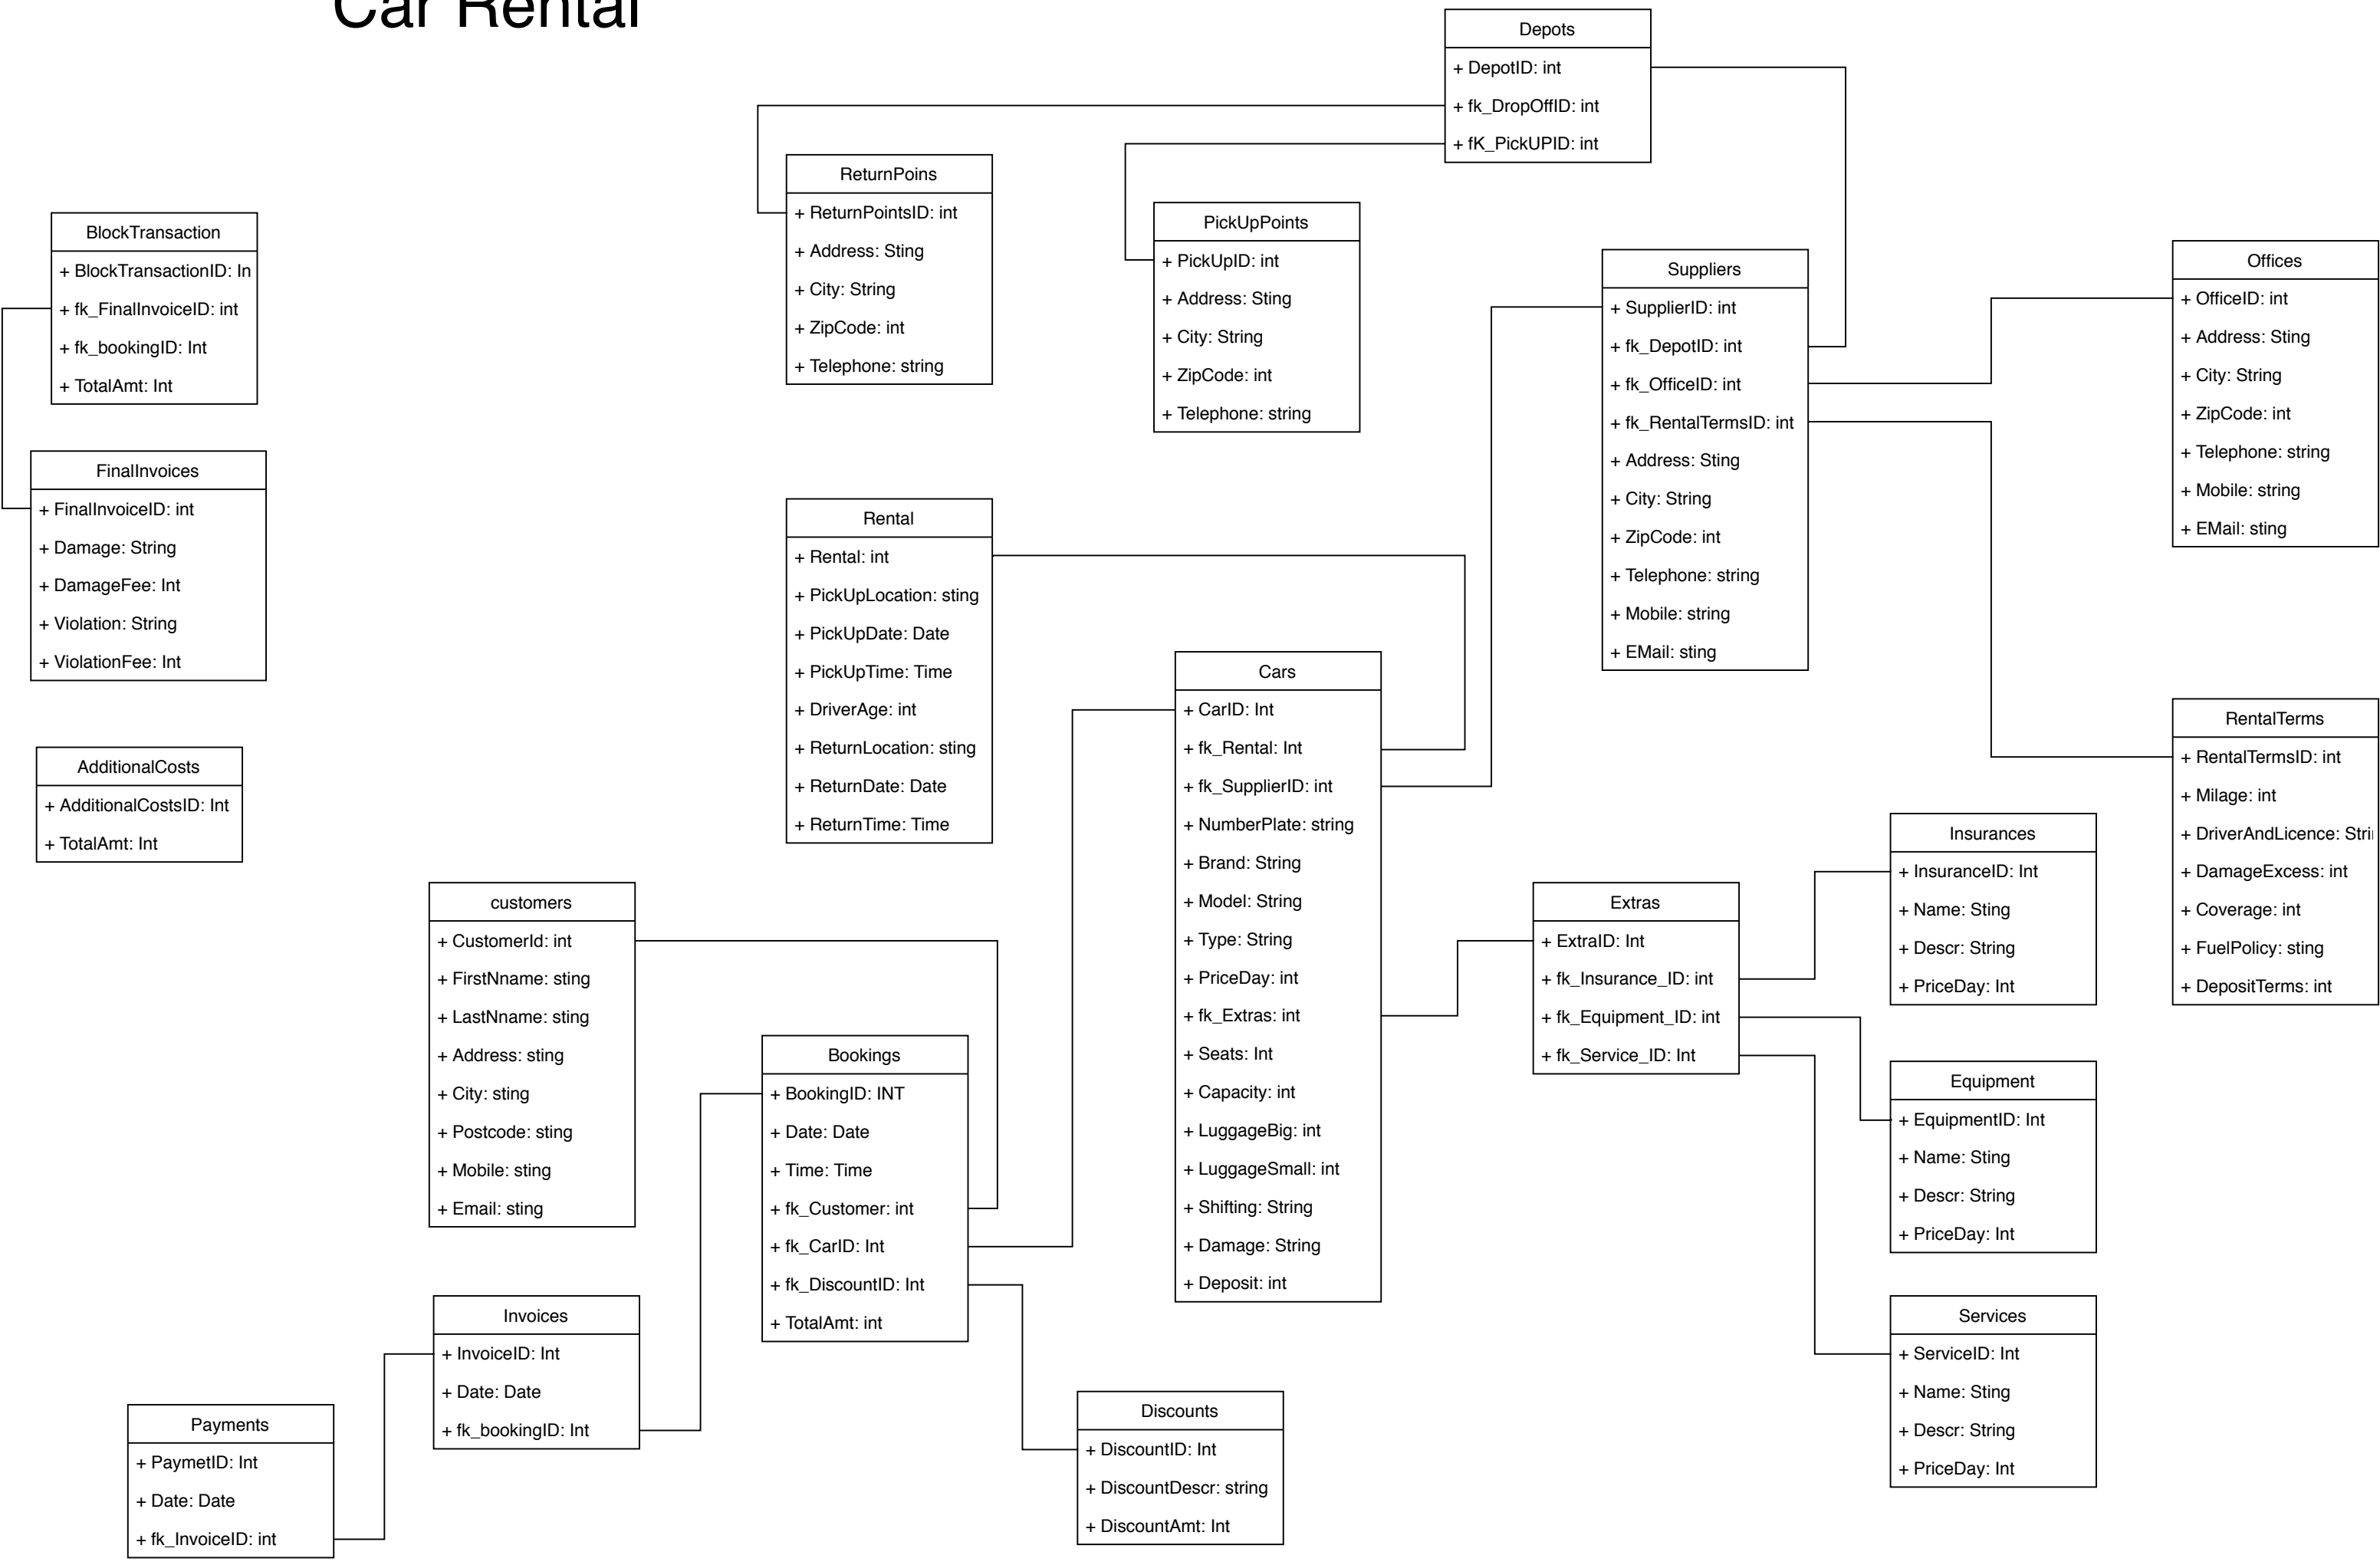 Car Rental
Depots
+ DepotID: int
+ fk_DropOffID: int
+ fK_PickUPID: int
ReturnPoins
+ ReturnPointsID: int
+ Address: Sting
+ City: String
+ ZipCode: int
+ Telephone: string
PickUpPoints
+ PickUpID: int
+ Address: Sting
+ City: String
+ ZipCode: int
+ Telephone: string
BlockTransaction
+ BlockTransactionID: In
+ fk_FinalInvoiceID: int
+ fk_bookingID: Int
+ TotalAmt: Int
Suppliers
+ SupplierID: int
+ fk_DepotID: int
+ fk_OfficeID: int
+ fk_RentalTermsID: int
+ Address: Sting
+ City: String
+ ZipCode: int
+ Telephone: string
+ Mobile: string
+ EMail: sting
Offices
+ OfficeID: int
+ Address: Sting
+ City: String
+ ZipCode: int
+ Telephone: string
+ Mobile: string
+ EMail: sting
FinalInvoices
+ FinalInvoiceID: int
+ Damage: String
+ DamageFee: Int
+ Violation: String
+ ViolationFee: Int
Rental
+ Rental: int
+ PickUpLocation: sting
+ PickUpDate: Date
+ PickUpTime: Time
+ DriverAge: int
+ ReturnLocation: sting
+ ReturnDate: Date
+ ReturnTime: Time
Cars
+ CarID: Int
+ fk_Rental: Int
+ fk_SupplierID: int
+ NumberPlate: string
+ Brand: String
+ Model: String
+ Type: String
+ PriceDay: int
+ fk_Extras: int
+ Seats: Int
+ Capacity: int
+ LuggageBig: int
+ LuggageSmall: int
+ Shifting: String
+ Damage: String
+ Deposit: int
RentalTerms
+ RentalTermsID: int
+ Milage: int
+ DriverAndLicence: Stri
+ DamageExcess: int
+ Coverage: int
+ FuelPolicy: sting
+ DepositTerms: int
AdditionalCosts
+ AdditionalCostsID: Int
+ TotalAmt: Int
Insurances
+ InsuranceID: Int
+ Name: Sting
+ Descr: String
+ PriceDay: Int
customers
+ CustomerId: int
+ FirstNname: sting
+ LastNname: sting
+ Address: sting
+ City: sting
+ Postcode: sting
+ Mobile: sting
+ Email: sting
Extras
+ ExtraID: Int
+ fk_Insurance_ID: int
+ fk_Equipment_ID: int
+ fk_Service_ID: Int
Bookings
+ BookingID: INT
+ Date: Date
+ Time: Time
+ fk_Customer: int
+ fk_CarID: Int
+ fk_DiscountID: Int
+ TotalAmt: int
Equipment
+ EquipmentID: Int
+ Name: Sting
+ Descr: String
+ PriceDay: Int
Invoices
+ InvoiceID: Int
+ Date: Date
+ fk_bookingID: Int
Services
+ ServiceID: Int
+ Name: Sting
+ Descr: String
+ PriceDay: Int
Discounts
+ DiscountID: Int
+ DiscountDescr: string
+ DiscountAmt: Int
Payments
+ PaymetID: Int
+ Date: Date
+ fk_InvoiceID: int